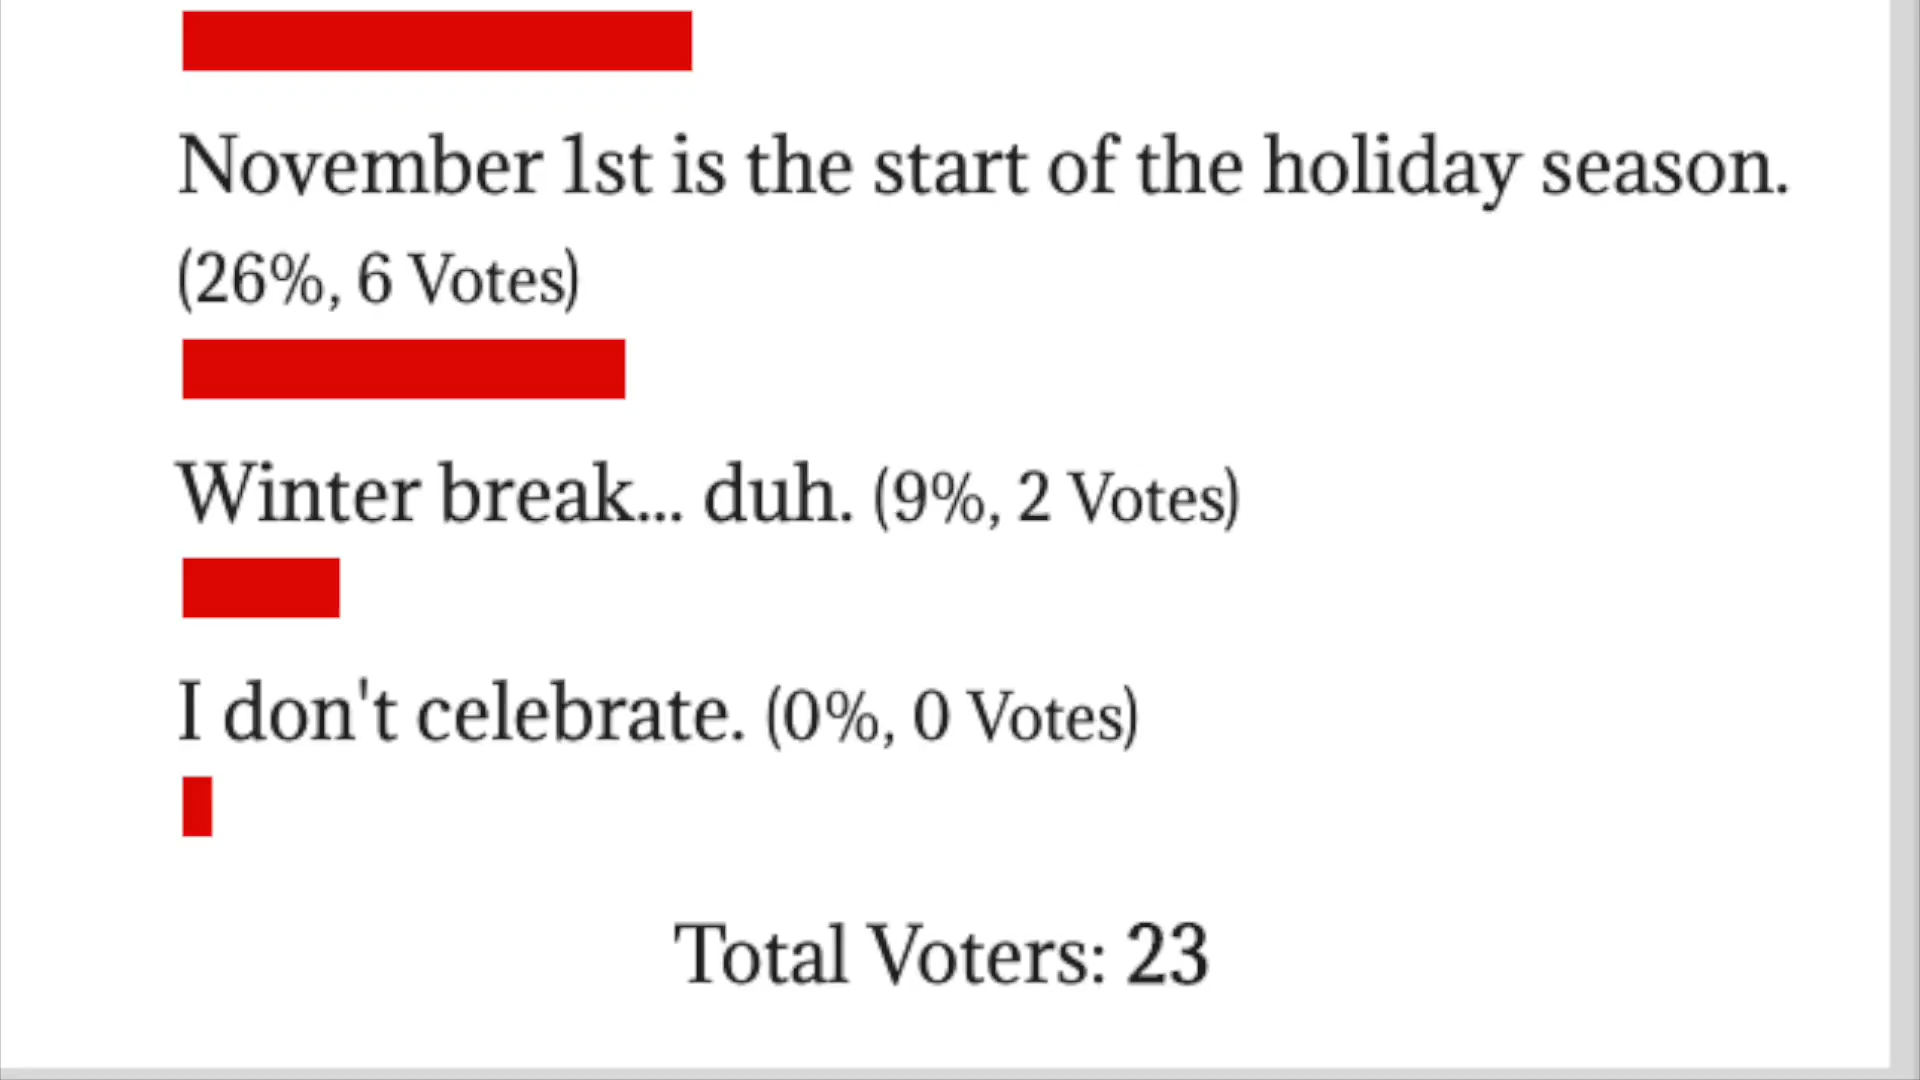 November 1st is the start of the holiday season.
(26%, 6 Votes)
Winter break... duh. (9%, 2 Votes)
I don't celebrate. (0%, 0 Votes)
Total Voters: 23